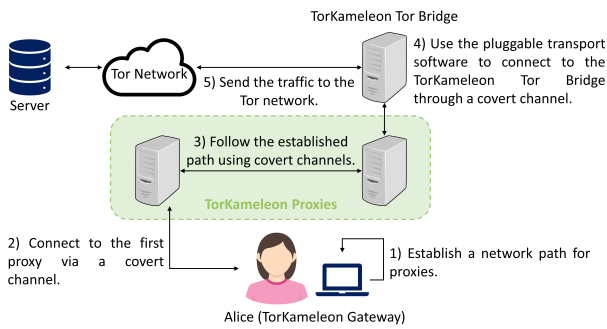 TorKameleon Tor Bridge
4) Use the pluggable transport
software to connect to the
TorKameleon Tor Bridge
through a covert channel.
Tor Network
Server
5) Send the traffic to the
Tor network.
3) Follow the established
path using covert channels.
TorKameleon Proxies
2) Connect to the first
proxy via a covert
channel.
1) Establish a network path for
proxies.
Alice (TorKameleon Gateway)